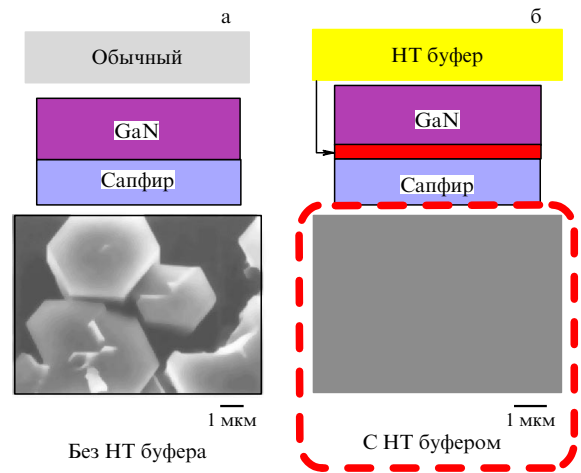 а
Обычный
GaN
Сапфир
1 мкм
Без НТ буфера
б
НТ буфер
GaN
Сапфир
1 мкм
С НТ буфером